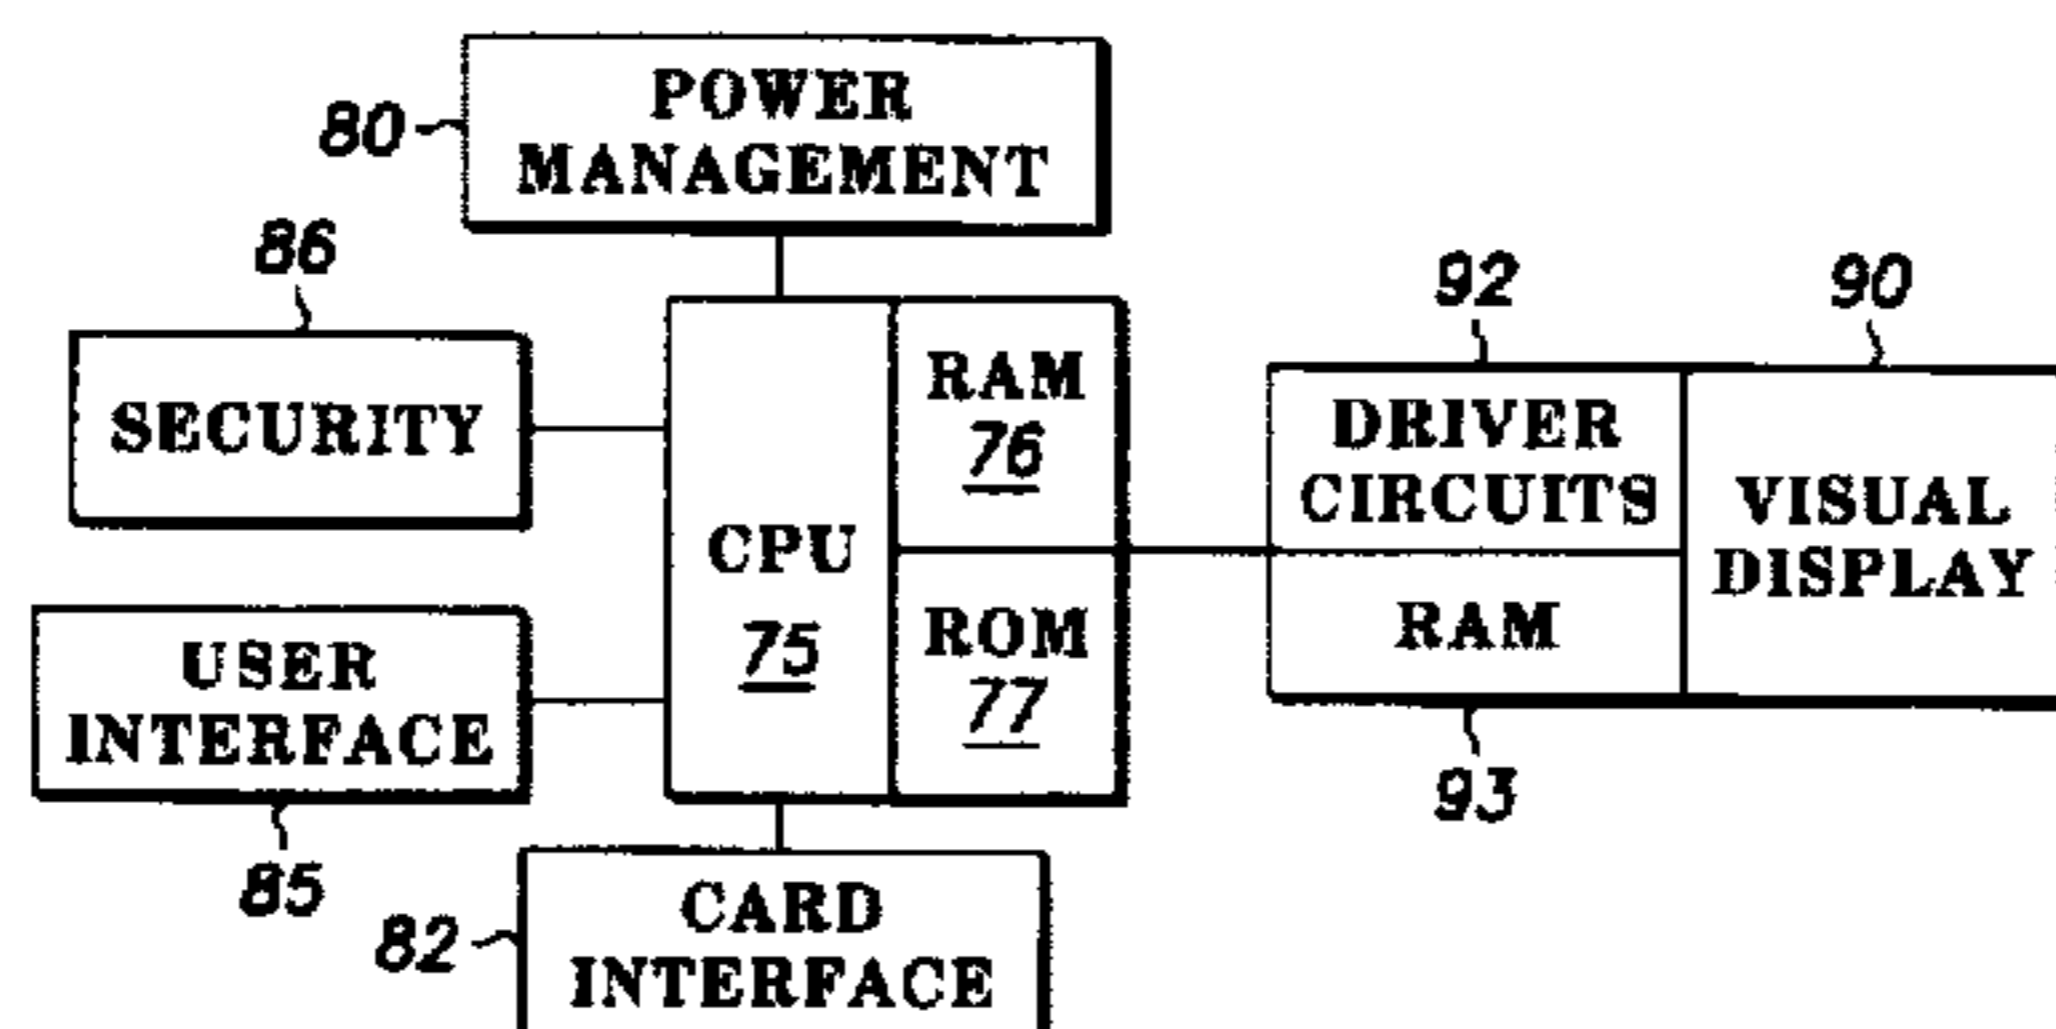 POWER
MANAGEMENT
80
86
SECURITY
USER
INTERFACE
85
CPU
75
RAM
76
ROM
77
82
CARD
INTERFACE
92
90
DRIVER
CIRCUITS
RAM
93
VISUAL
DISPLAY